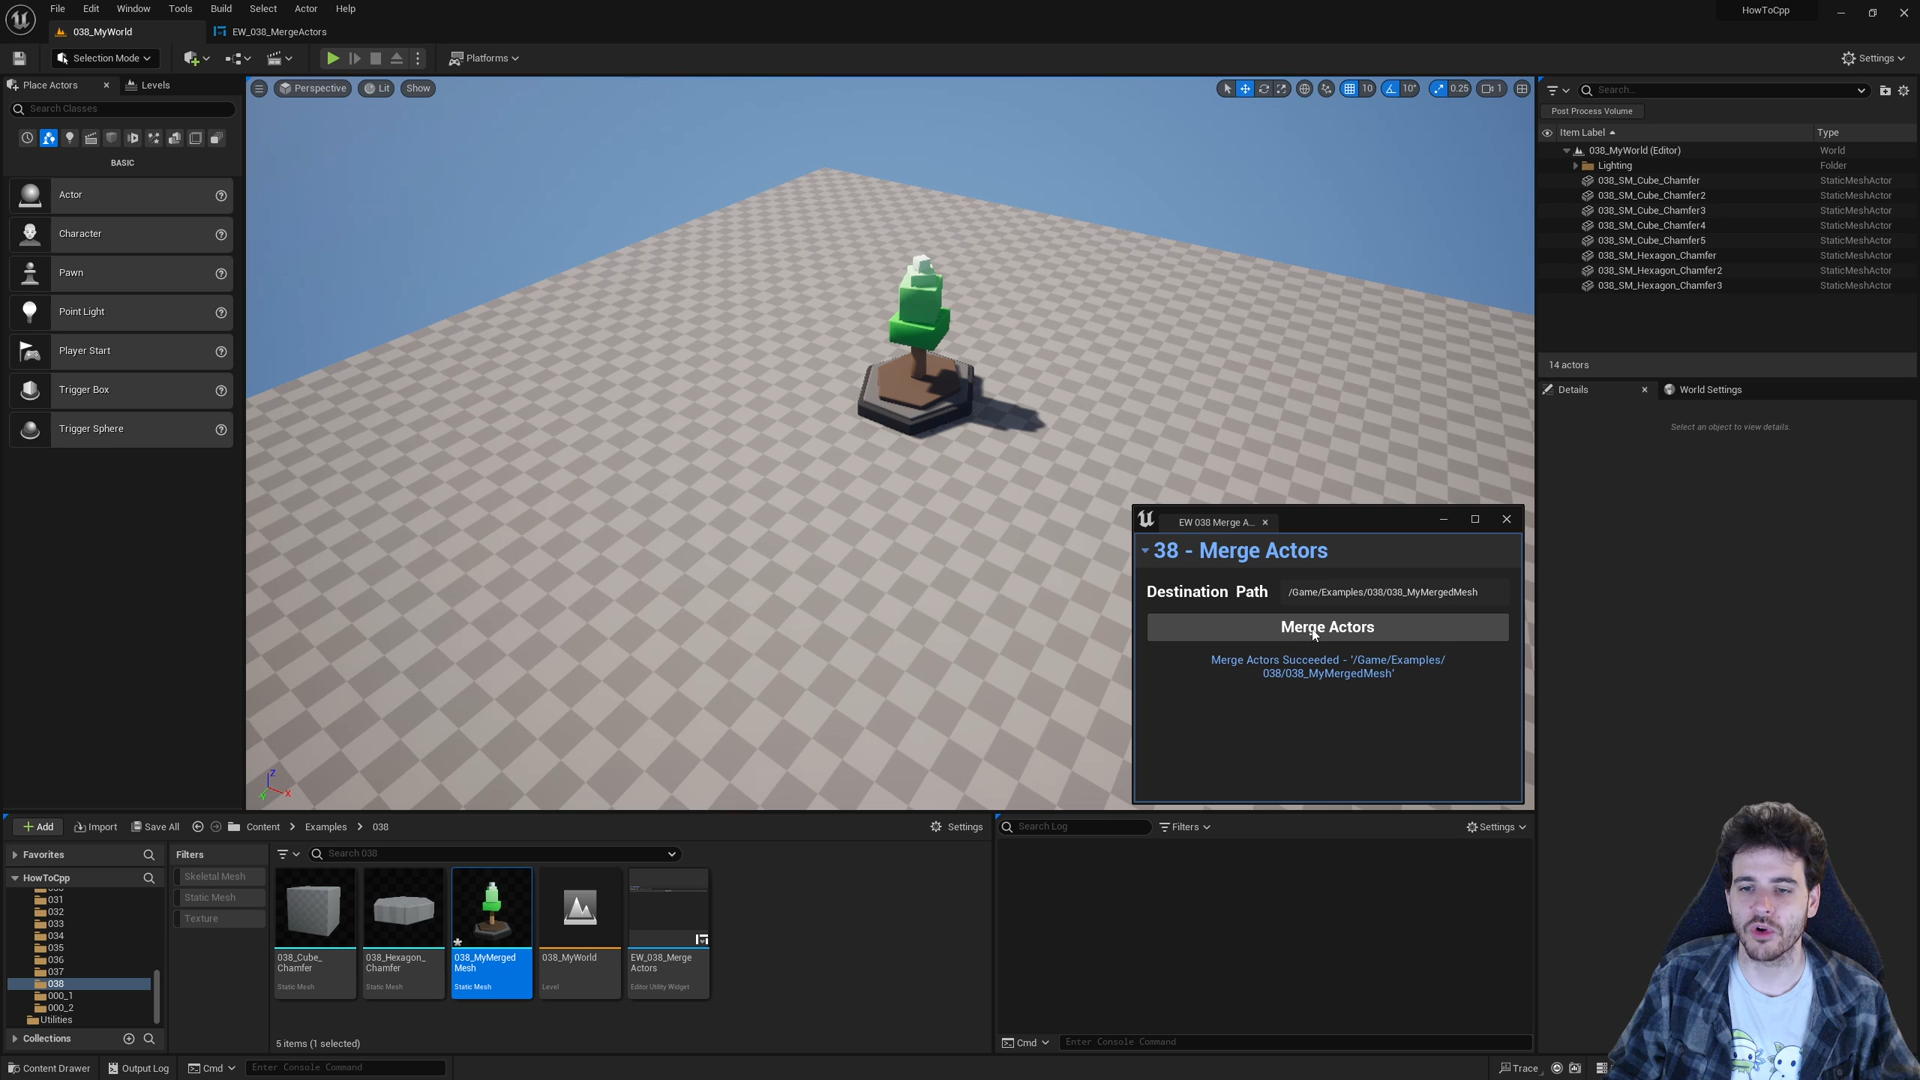 File Edit Window Tools Build Select Actor Help
HowToCpp
038_MyWorld
EW_038_MergeActors
Selection Mode
Platforms
Settings
Place Actors
Levels
Search Classes
BASIC
Actor
Character
Pawn
Point Light
Player Start
Trigger Box
Trigger Sphere
Perspective
Lit
Show
10
10°
0.25
1
Search...
Post Process Volume
Item Label
Type
038_MyWorld (Editor) World
Lighting Folder
038_SM_Cube_Chamfer StaticMeshActor
038_SM_Cube_Chamfer2 StaticMeshActor
038_SM_Cube_Chamfer3 StaticMeshActor
038_SM_Cube_Chamfer4 StaticMeshActor
038_SM_Cube_Chamfer5 StaticMeshActor
038_SM_Hexagon_Chamfer StaticMeshActor
038_SM_Hexagon_Chamfer2 StaticMeshActor
038_SM_Hexagon_Chamfer3 StaticMeshActor
14 actors
Details
World Settings
Select an object to view details.
EW 038 Merge A...
38 - Merge Actors
Destination Path /Game/Examples/038/038_MyMergedMesh
Merge Actors
Merge Actors Succeeded - '/Game/Examples/
038/038_MyMergedMesh'
Z
Y
X
Add
Import
Save All
Content
Examples
038
Settings
Favorites
HowToCpp
031
032
033
034
035
036
037
038
000_1
000_2
Utilities
Collections
Filters
Skeletal Mesh
Static Mesh
Texture
Search 038
038_Cube_
Chamfer
Static Mesh
038_Hexagon_
Chamfer
Static Mesh
038_MyMerged
Mesh
Static Mesh
038_MyWorld
Level
EW_038_Merge
Actors
Editor Utility Widget
5 items (1 selected)
Search Log
Filters
Settings
Cmd
Enter Console Command
Content Drawer
Output Log
Cmd
Enter Console Command
Trace